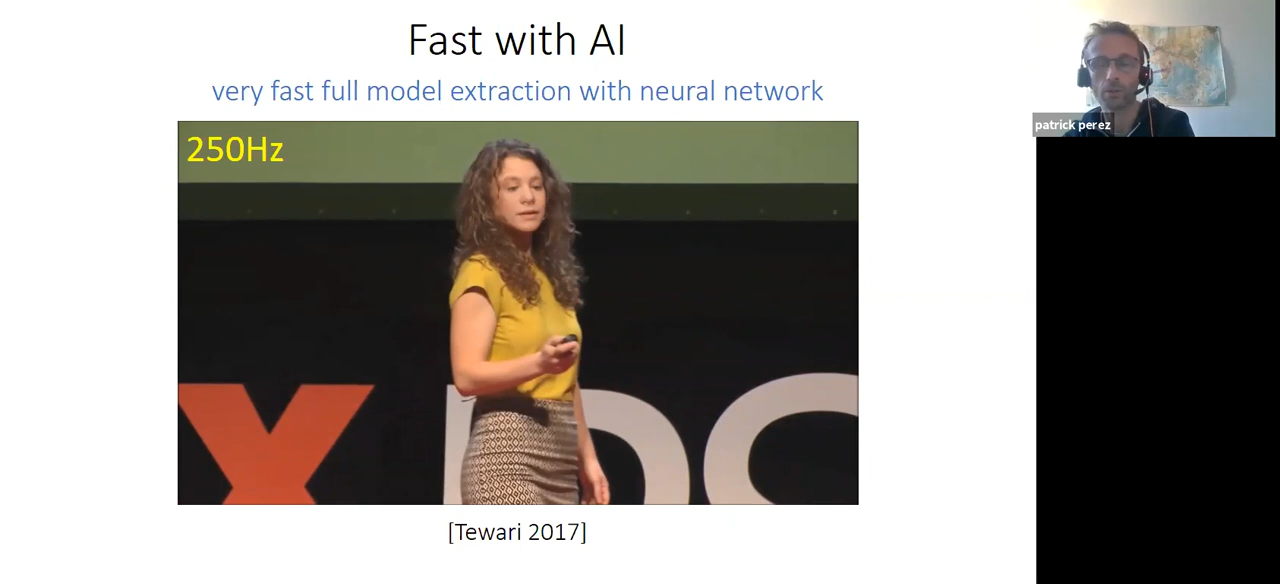 Fast with AI
very fast full model extraction with neural network
250Hz
patrick perez
X
[Tewari 2017]